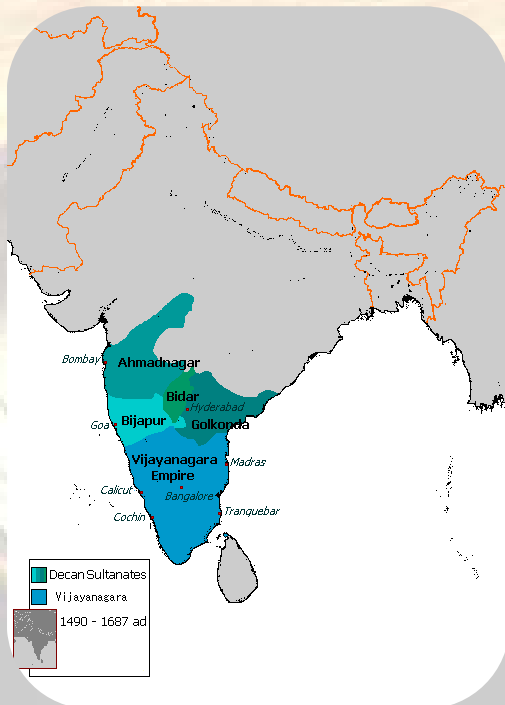 Bombay
Ahmadnagar
Bidar
Hyderabad
Goa
Bijapur
Golkonda
Vijayanagara
Empire
Madras
Calicut
Bangalore
Cochin
Tranquebar
Decan Sultanates
Vijayanagara
1490 - 1687 ad